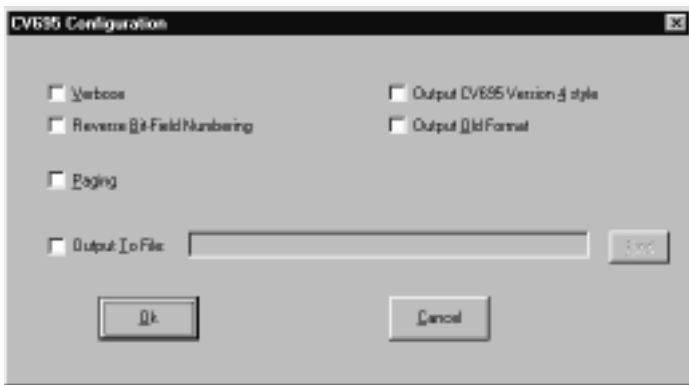 CV695 Configuration
Verbose
Output CV695 Version 4 style
Reverse Bit-Field Numbering
Output Old Format
Paging
Output To File:
Ok
Cancel